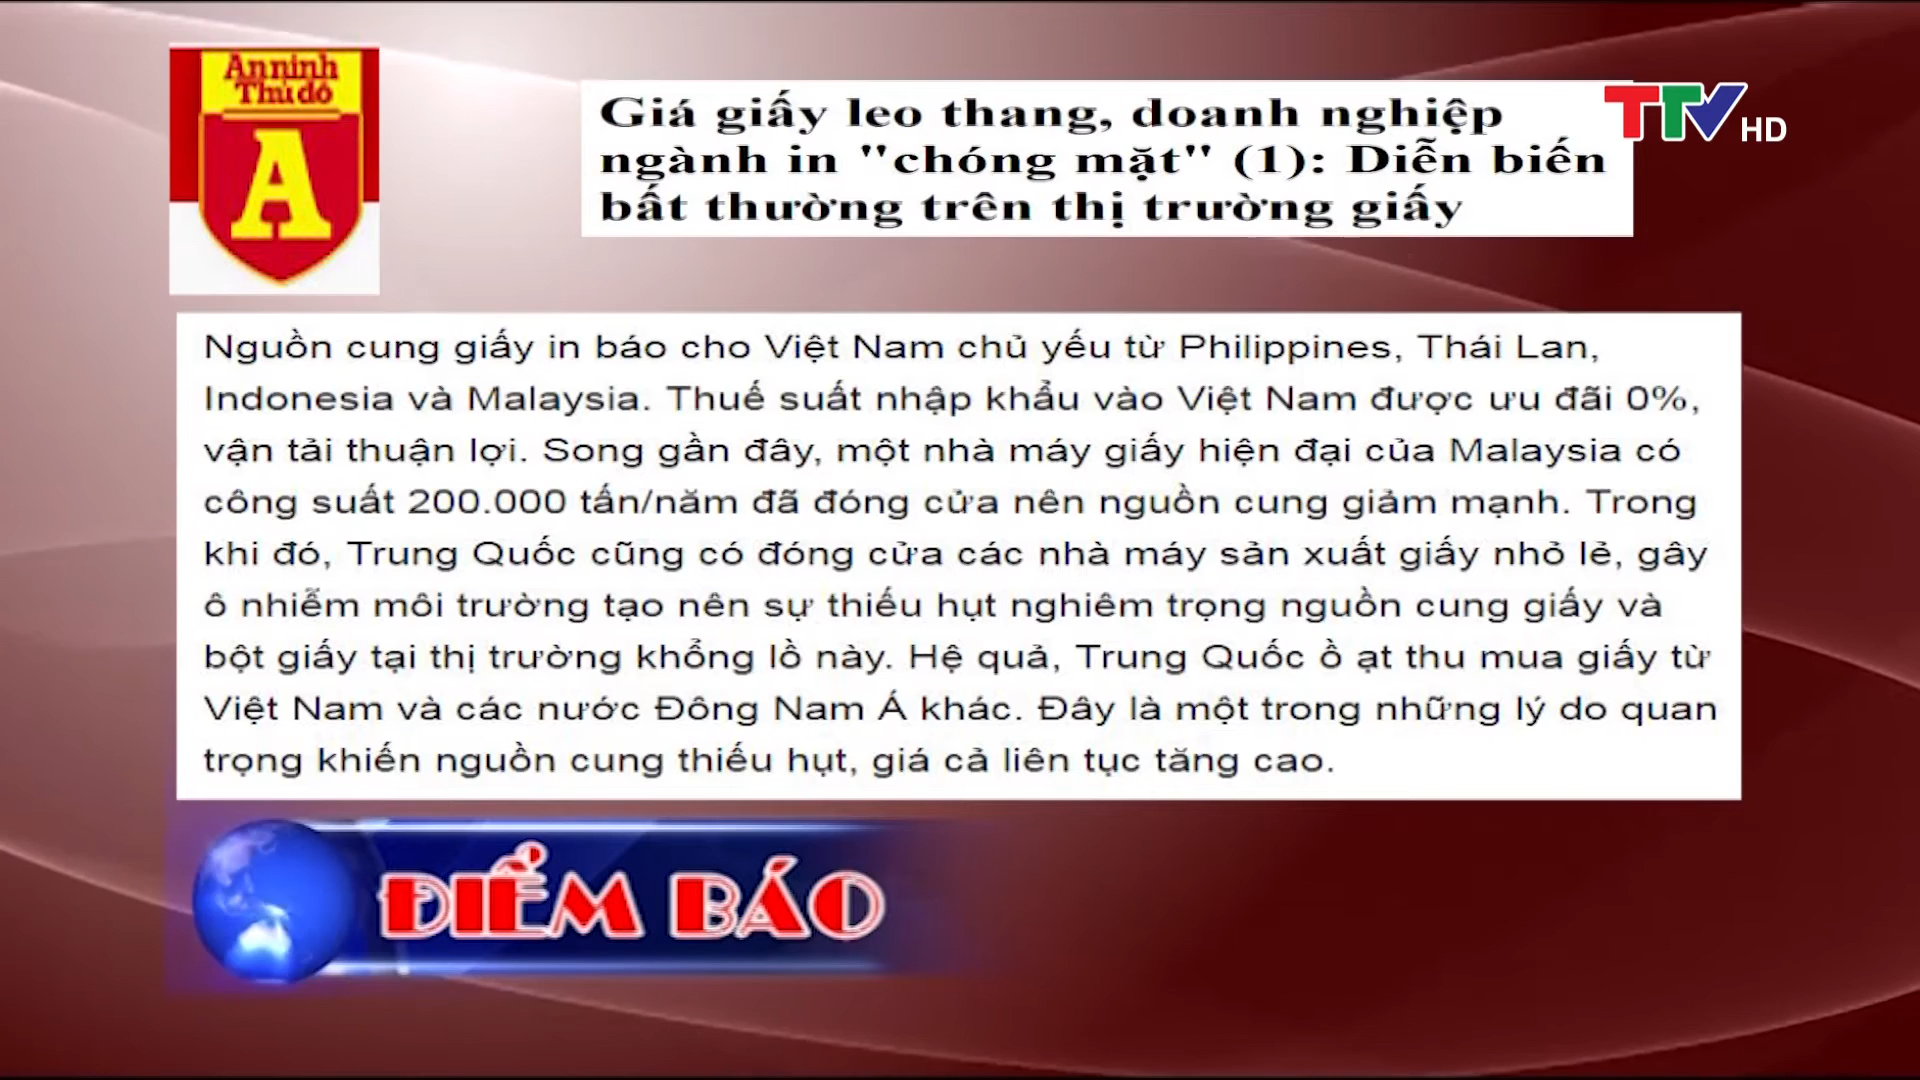 An ninh
Thủ đô
A
Giá giấy leo thang, doanh nghiệp
ngành in "chóng mặt" (1): Diễn biến
bất thường trên thị trường giấy
TTV HD
Nguồn cung giấy in báo cho Việt Nam chủ yếu từ Philippines, Thái Lan,
Indonesia và Malaysia. Thuế suất nhập khẩu vào Việt Nam được ưu đãi 0%,
vận tải thuận lợi. Song gần đây, một nhà máy giấy hiện đại của Malaysia có
công suất 200.000 tấn/năm đã đóng cửa nên nguồn cung giảm mạnh. Trong
khi đó, Trung Quốc cũng có đóng cửa các nhà máy sản xuất giấy nhỏ lẻ, gây
ô nhiễm môi trường tạo nên sự thiếu hụt nghiêm trọng nguồn cung giấy và
bột giấy tại thị trường khổng lồ này. Hệ quả, Trung Quốc ồ ạt thu mua giấy từ
Việt Nam và các nước Đông Nam Á khác. Đây là một trong những lý do quan
trọng khiến nguồn cung thiếu hụt, giá cả liên tục tăng cao.
ĐIỂM BÁO